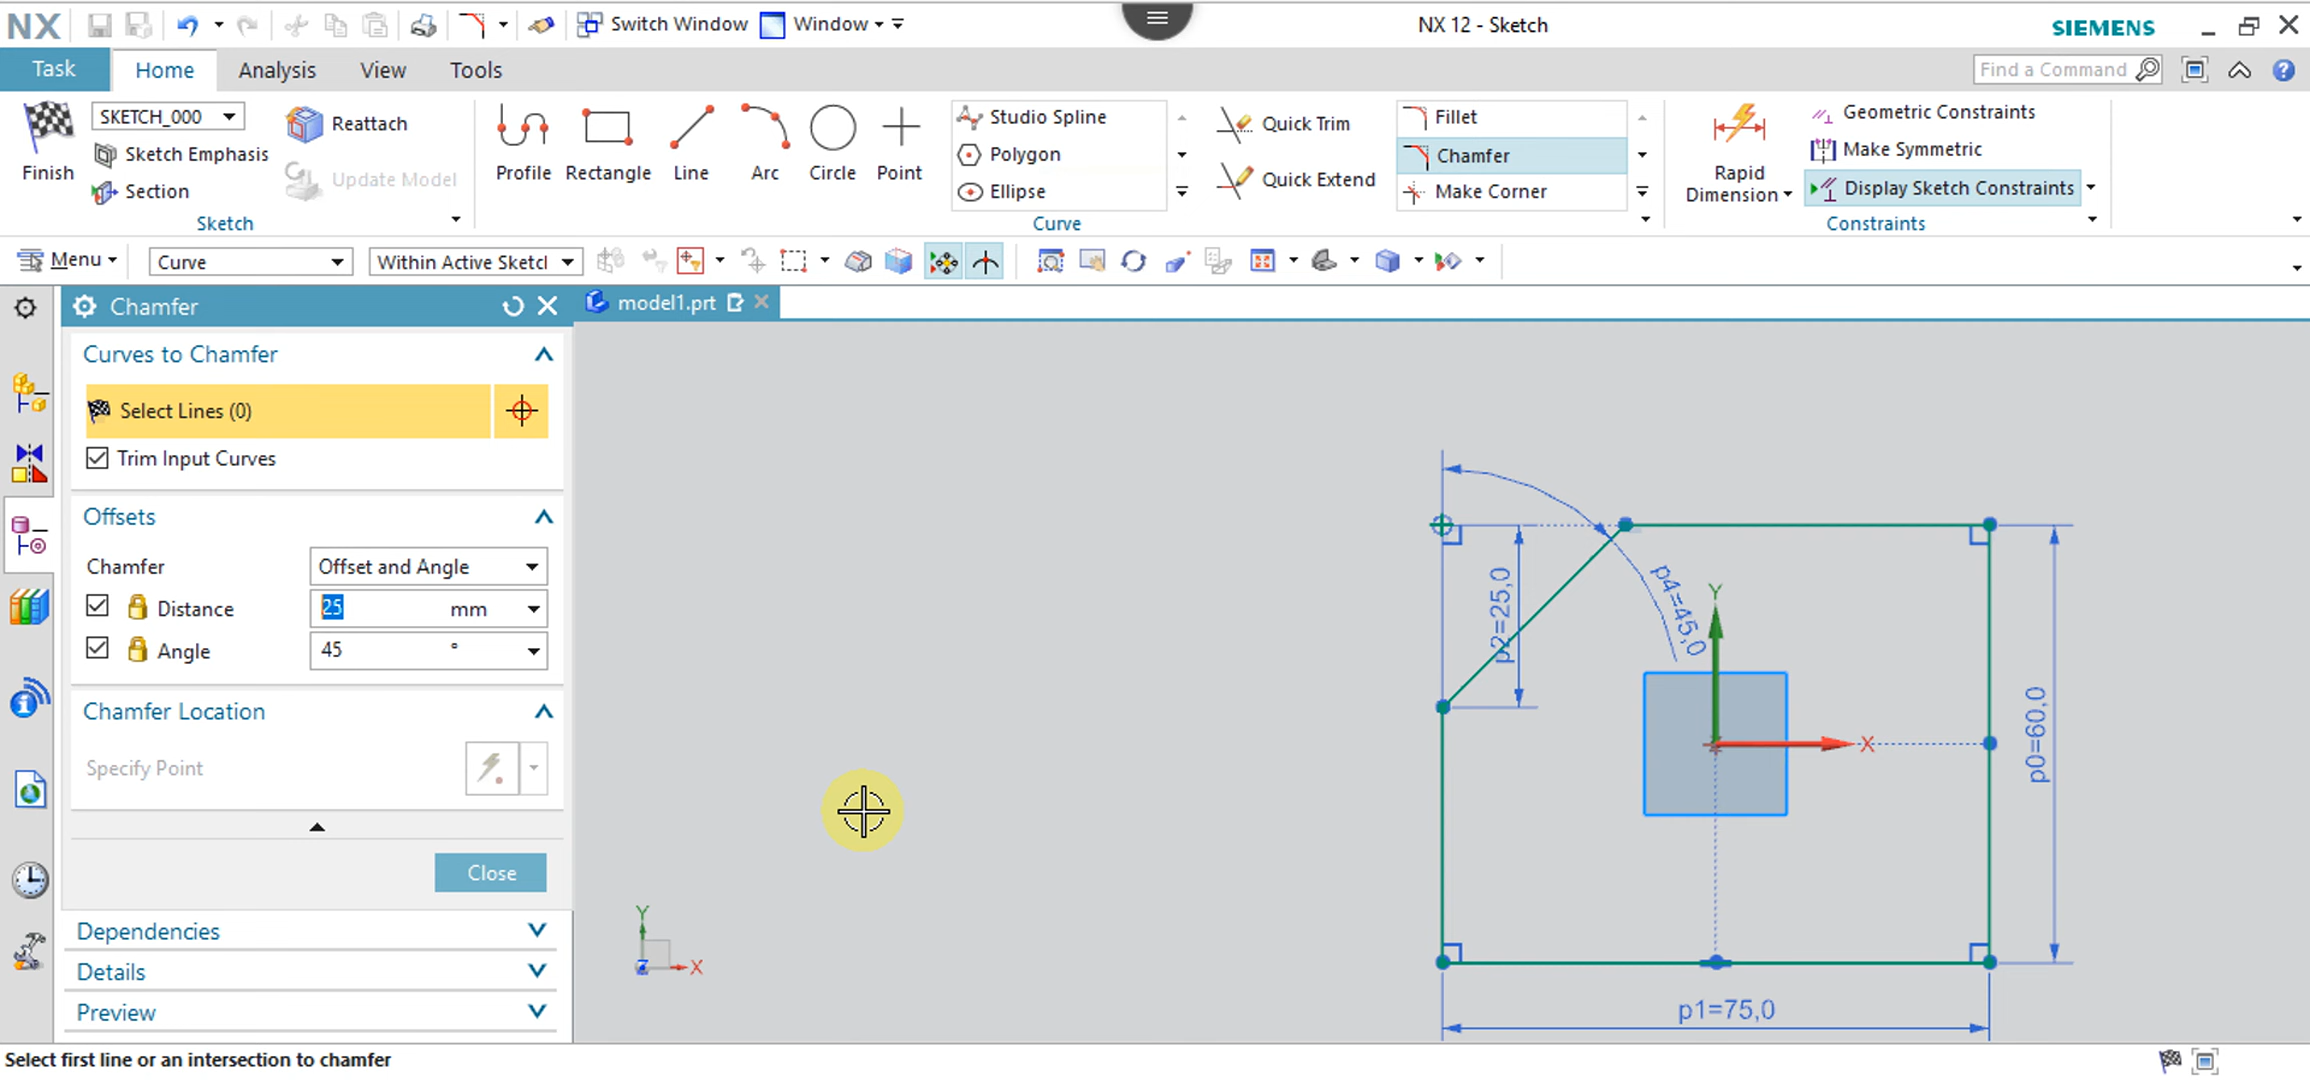 NX Switch Window Window NX 12 - Sketch SIEMENS
Task Home Analysis View Tools Find a Command
SKETCH_000 Reattach Studio Spline Quick Trim Fillet Geometric Constraints
Sketch Emphasis Polygon Chamfer Make Symmetric
Finish Profile Rectangle Line Arc Circle Point Rapid
Section Update Model Ellipse Quick Extend Make Corner Dimension Display Sketch Constraints
Sketch Curve Constraints
Menu Curve Within Active Sketcl
Chamfer model1.prt
Curves to Chamfer
Select Lines (0)
Trim Input Curves
Offsets
Chamfer Offset and Angle
Distance 25 mm
Angle 45 °
Chamfer Location
Specify Point
Close
Dependencies
Details
Preview
p2=25,0
p4=45,0
Y
X
p0=60,0
p1=75,0
Y
Z
X
Select first line or an intersection to chamfer